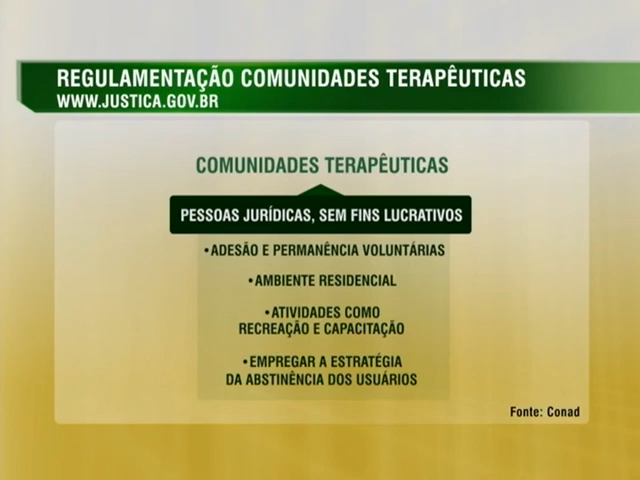 REGULAMENTAÇÃO COMUNIDADES TERAPÊUTICAS
WWW.JUSTICA.GOV.BR
COMUNIDADES TERAPÊUTICAS
PESSOAS JURÍDICAS, SEM FINS LUCRATIVOS
•ADESÃO E PERMANÊNCIA VOLUNTÁRIAS
•AMBIENTE RESIDENCIAL
•ATIVIDADES COMO
RECREAÇÃO E CAPACITAÇÃO
•EMPREGAR A ESTRATÉGIA
DA ABSTINÊNCIA DOS USUÁRIOS
Fonte: Conad